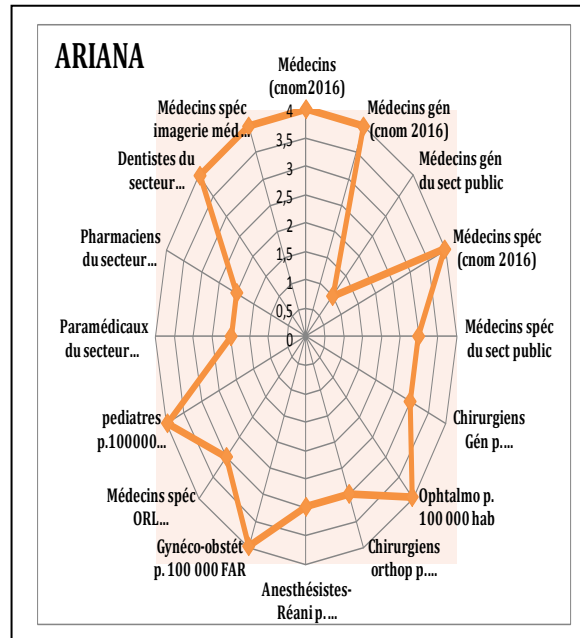 ARIANA
Médecins
(cnom2016)
Médecins gén
(cnom 2016)
Médecins gén
du sect public
Médecins spéc
(cnom 2016)
Médecins spéc
du sect public
Chirurgiens
Gén p. ...
Ophtalmo p.
100 000 hab
Chirurgiens
orthop p. ...
Anesthésistes-
Réani p. ...
Gynéco-obstét
p. 100 000 FAR
Médecins spéc
ORL ...
pediatres
p.100000 ...
Paramédicaux
du secteur ...
Pharmaciens
du secteur ...
Dentistes du
secteur...
Médecins spéc
imagerie méd ...
4
3,5
3
2,5
2
1,5
1
0,5
0